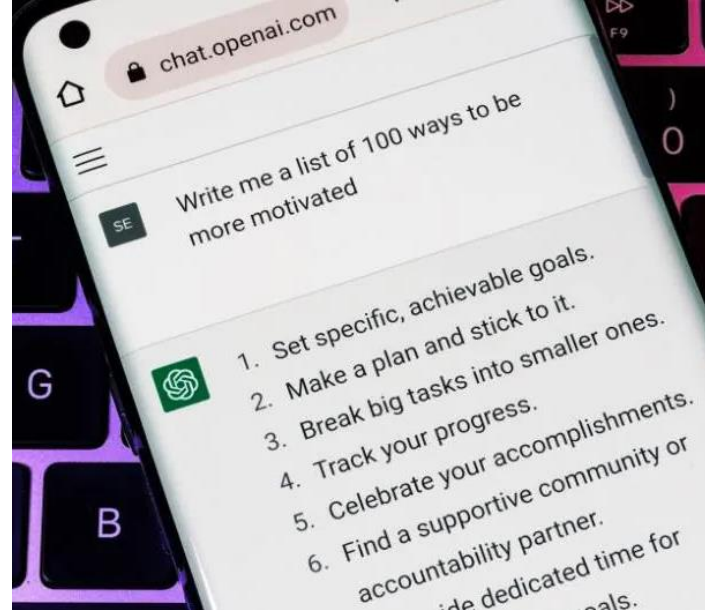 F9
chat.openai.com
)
0
SE
Write me a list of 100 ways to be
more motivated
1. Set specific, achievable goals.
2. Make a plan and stick to it.
3. Break big tasks into smaller ones.
4. Track your progress.
5. Celebrate your accomplishments.
6. Find a supportive community or
accountability partner.
dedicated time for
G
B